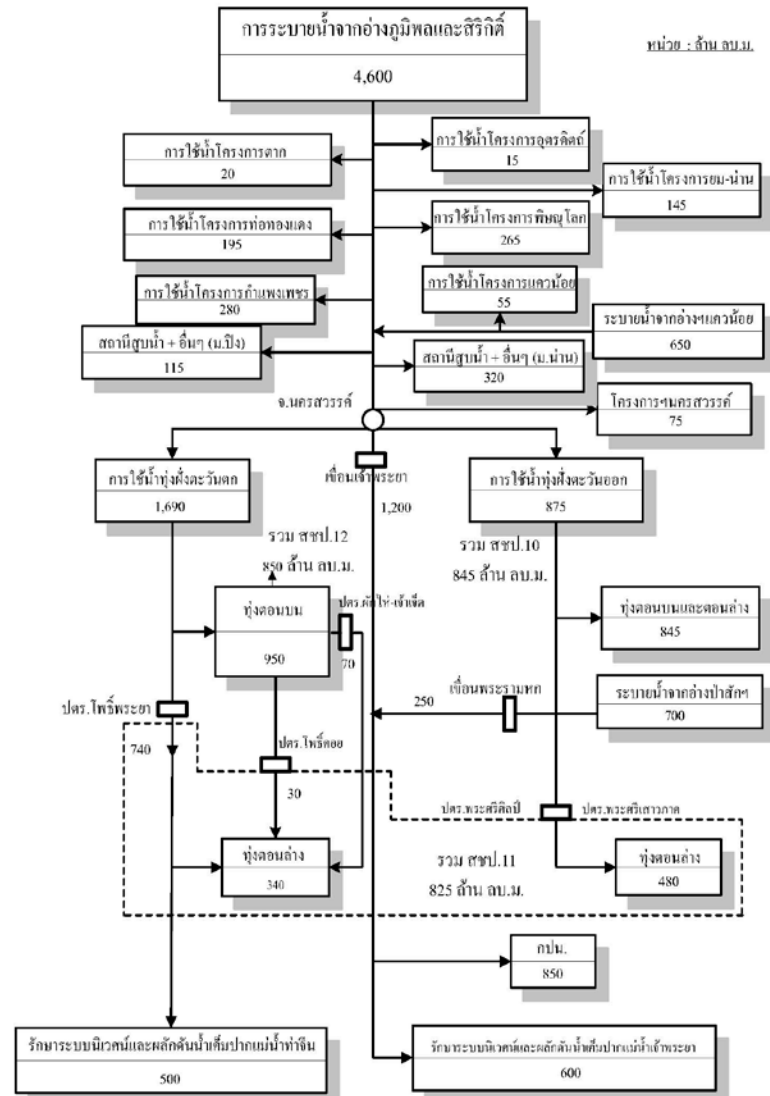 การระบายน้ำจากอ่างภูมิพลและสิริกิติ์
4,600
หน่วย : ล้าน ลบ.ม.
การใช้น้ำโครงการตาก
20
การใช้น้ำโครงการอุตรดิตถ์
15
การใช้น้ำโครงการยม-น่าน
145
การใช้น้ำโครงการท่อทองแดง
195
การใช้น้ำโครงการพิษณุโลก
265
การใช้น้ำโครงการกำแพงเพชร
280
การใช้น้ำโครงการแควน้อย
55
ระบายน้ำจากอ่างฯแควน้อย
650
สถานีสูบน้ำ + อื่นๆ (ม.ปิง)
115
สถานีสูบน้ำ + อื่นๆ (ม.น่าน)
320
จ.นครสวรรค์
โครงการฯนครสวรรค์
75
การใช้น้ำทุ่งฝั่งตะวันตก
1,690
เขื่อนเจ้าพระยา
1,200
การใช้น้ำทุ่งฝั่งตะวันออก
875
รวม สชป.12
850 ล้าน ลบ.ม.
รวม สชป.10
845 ล้าน ลบ.ม.
ทุ่งตอนบน
950
ปตร.ผักไห่-เจ้าเจ็ด
70
ทุ่งตอนบนและตอนล่าง
845
ปตร.โพธิ์พระยา
740
250
เขื่อนพระรามหก
ระบายน้ำจากอ่างป่าสักฯ
700
ปตร.โพธิ์คอย
30
ปตร.พระศรีศิลป์
ปตร.พระศรีเสาวภาค
ทุ่งตอนล่าง
340
รวม สชป.11
825 ล้าน ลบ.ม.
ทุ่งตอนล่าง
480
กปน.
850
รักษาระบบนิเวศน์และผลักดันน้ำเค็มปากแม่น้ำท่าจีน
500
รักษาระบบนิเวศน์และผลักดันน้ำเค็มปากแม่น้ำเจ้าพระยา
600